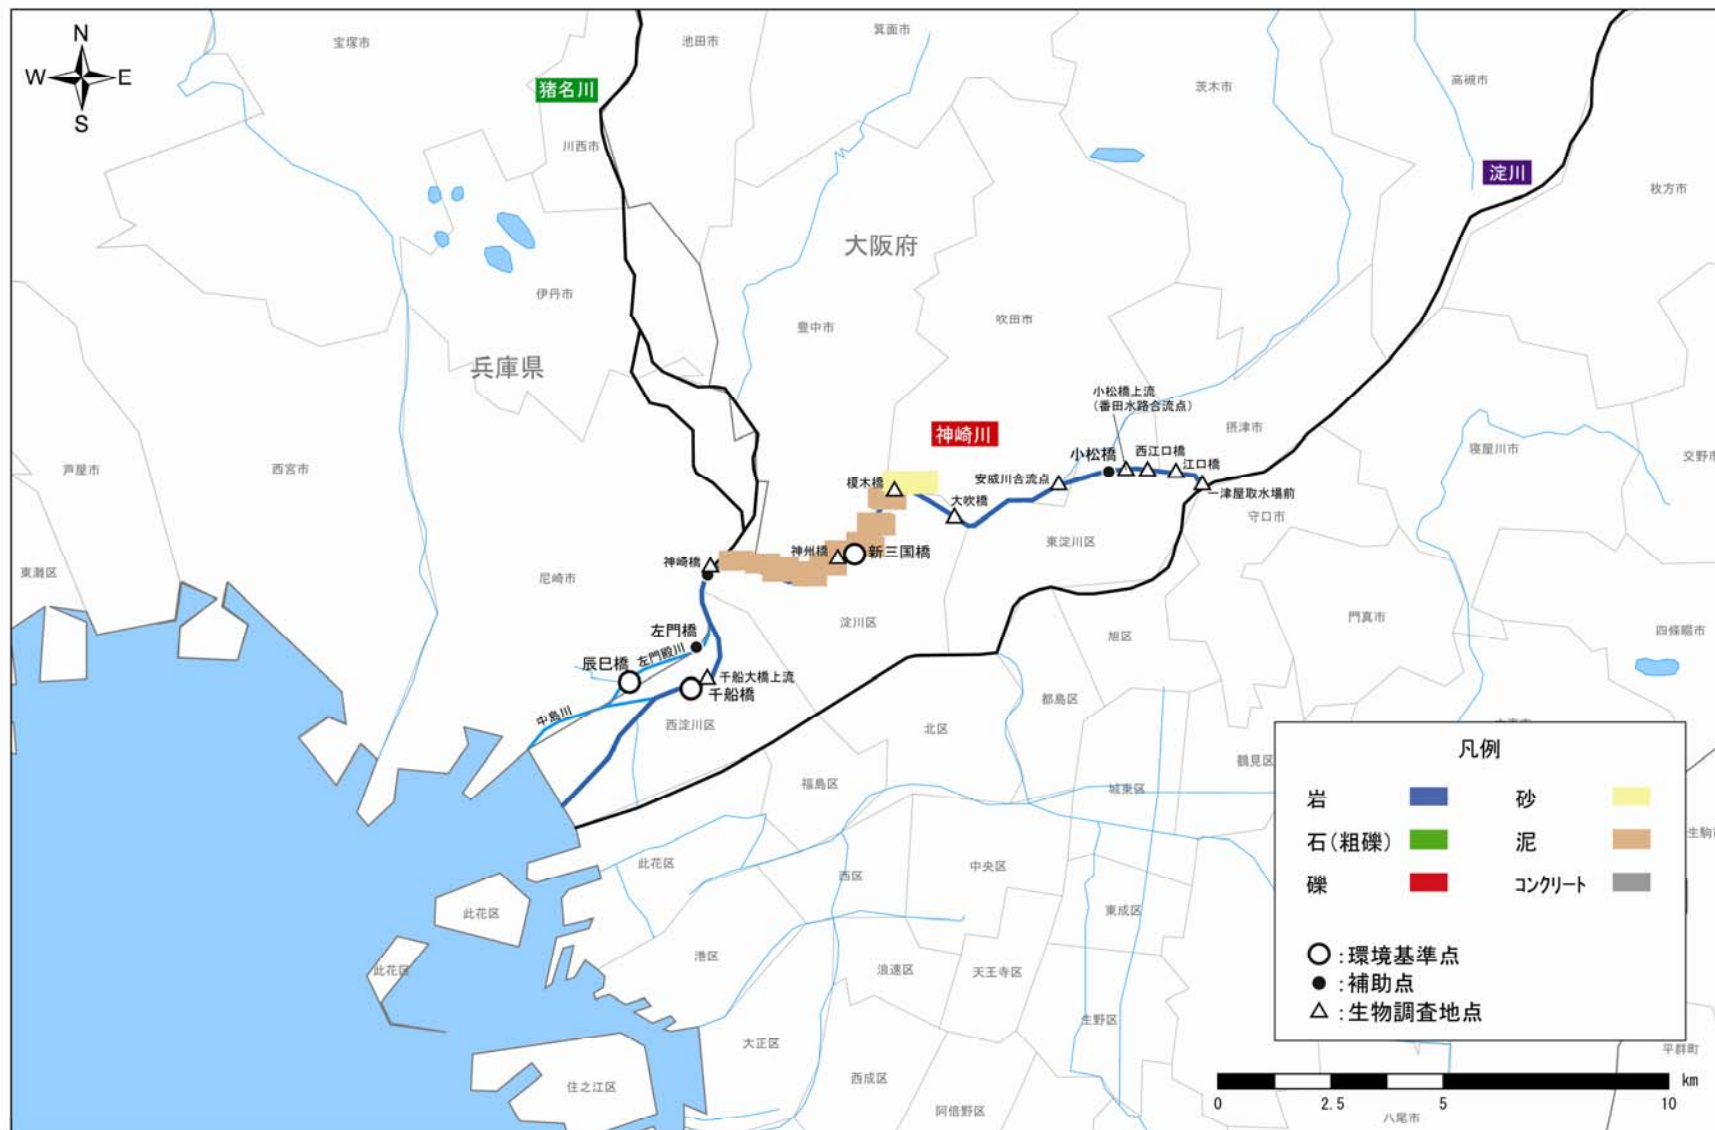 N
W
E
S
宝塚市
池田市
箕面市
茨木市
高槻市
猪名川
川西市
淀川
枚方市
大阪府
伊丹市
豊中市
吹田市
兵庫県
小松橋上流
（番田水路合流点）
神崎川
摂津市
西江口橋
小松橋
江口橋
寝屋川市
交野市
芦屋市
西宮市
榎木橋
安威川合流点
一津屋取水場前
大吹橋
守口市
東淀川区
神州橋
新三国橋
神崎橋
東灘区
尼崎市
淀川区
門真市
旭区
左門橋
四條畷市
辰巳橋
左門殿川
千船大橋上流
千船橋
都島区
中島川
西淀川区
北区
凡例
鶴見区
福島区
城東区
岩
砂
石(粗礫)
泥
生駒市
此花区
中央区
西区
礫
コンクリート
東成区
此花区
港区
浪速区
天王寺区
此花区
○:環境基準点
●:補助点
△:生物調査地点
生野区
大正区
平群町
住之江区
西成区
阿倍野区
km
0
2.5
5
10
八尾市